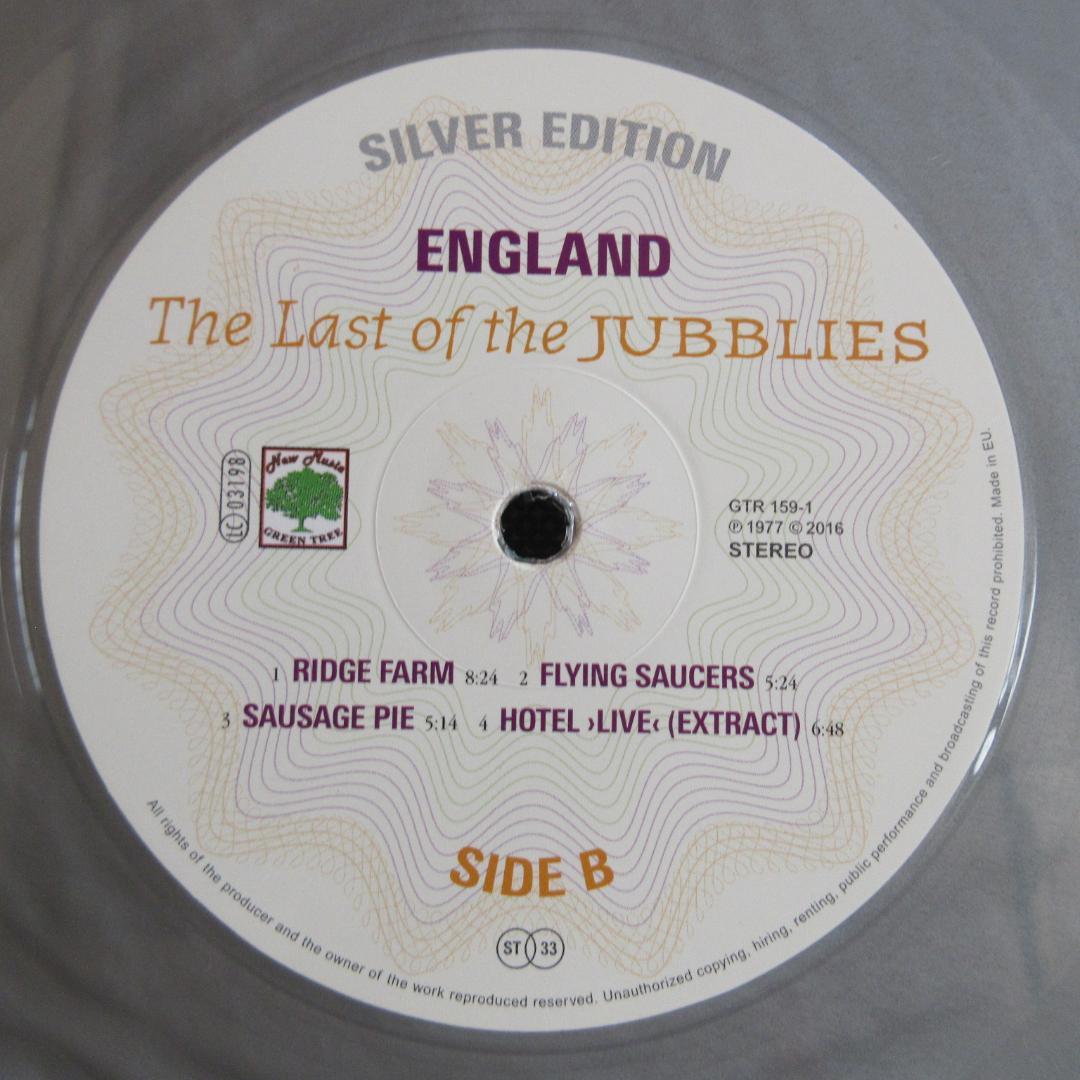 SILVER EDITION
ENGLAND
The Last of the JUBBLIES
LC 03198
New Music
GREEN TREE
GTR 159-1
℗ 1977 © 2016
STEREO
1 RIDGE FARM 8:24 2 FLYING SAUCERS 5:24
3 SAUSAGE PIE 5:14 4 HOTEL ›LIVE‹ (EXTRACT) 6:48
SIDE B
ST 33
All rights of the producer and the owner of the work reproduced reserved. Unauthorized copying, hiring, renting, public performance and broadcasting of this record prohibited. Made in EU.